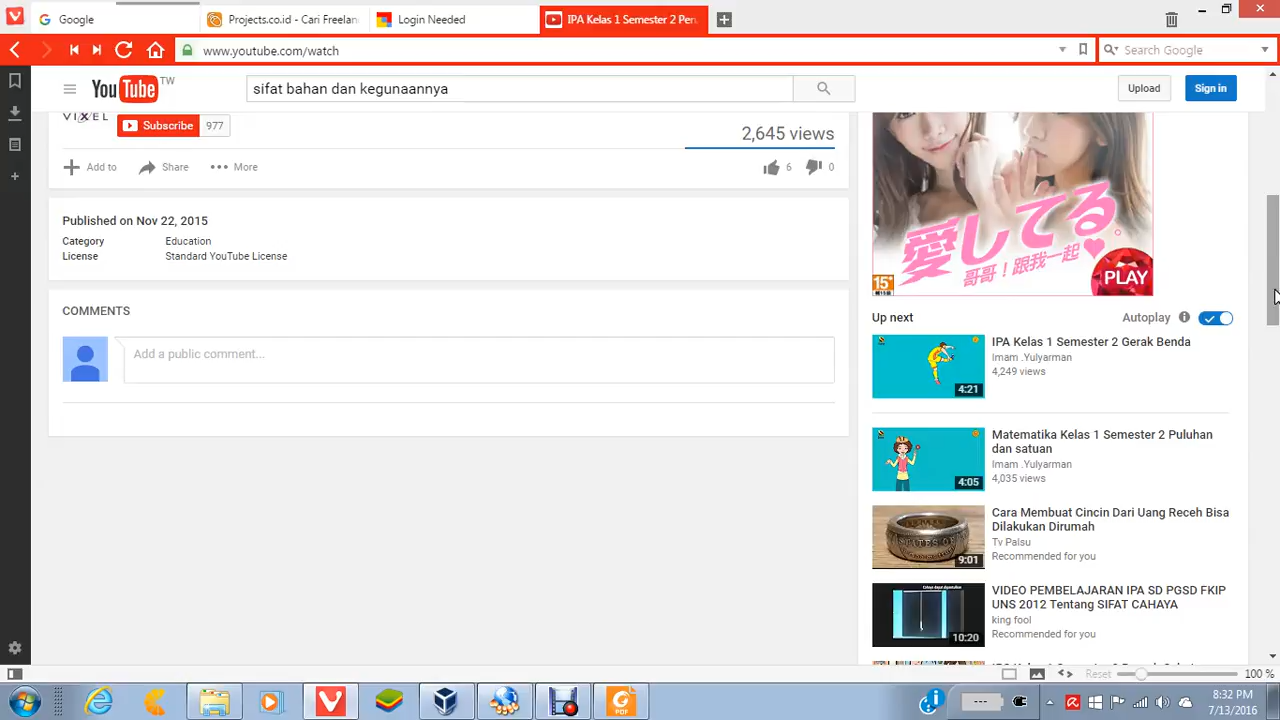 Google
Projects.co.id - Cari Freelan
Login Needed
IPA Kelas 1 Semester 2 Per
www.youtube.com/watch
Search Google
YouTube TW
sifat bahan dan kegunaannya
Upload
Sign in
VIXEL
Subscribe
977
2,645 views
Add to
Share
More
6
0
Published on Nov 22, 2015
Category
Education
License
Standard YouTube License
COMMENTS
Add a public comment...
愛してる
哥哥!跟我一起
15+
PLAY
Up next
Autoplay
IPA Kelas 1 Semester 2 Gerak Benda
Imam .Yulyarman
4,249 views
4:21
Matematika Kelas 1 Semester 2 Puluhan
dan satuan
Imam .Yulyarman
4,035 views
4:05
Cara Membuat Cincin Dari Uang Receh Bisa
Dilakukan Dirumah
Tv Palsu
Recommended for you
9:01
VIDEO PEMBELAJARAN IPA SD PGSD FKIP
UNS 2012 Tentang SIFAT CAHAYA
king fool
Recommended for you
10:20
Reset
100 %
PDF
8:32 PM
7/13/2016